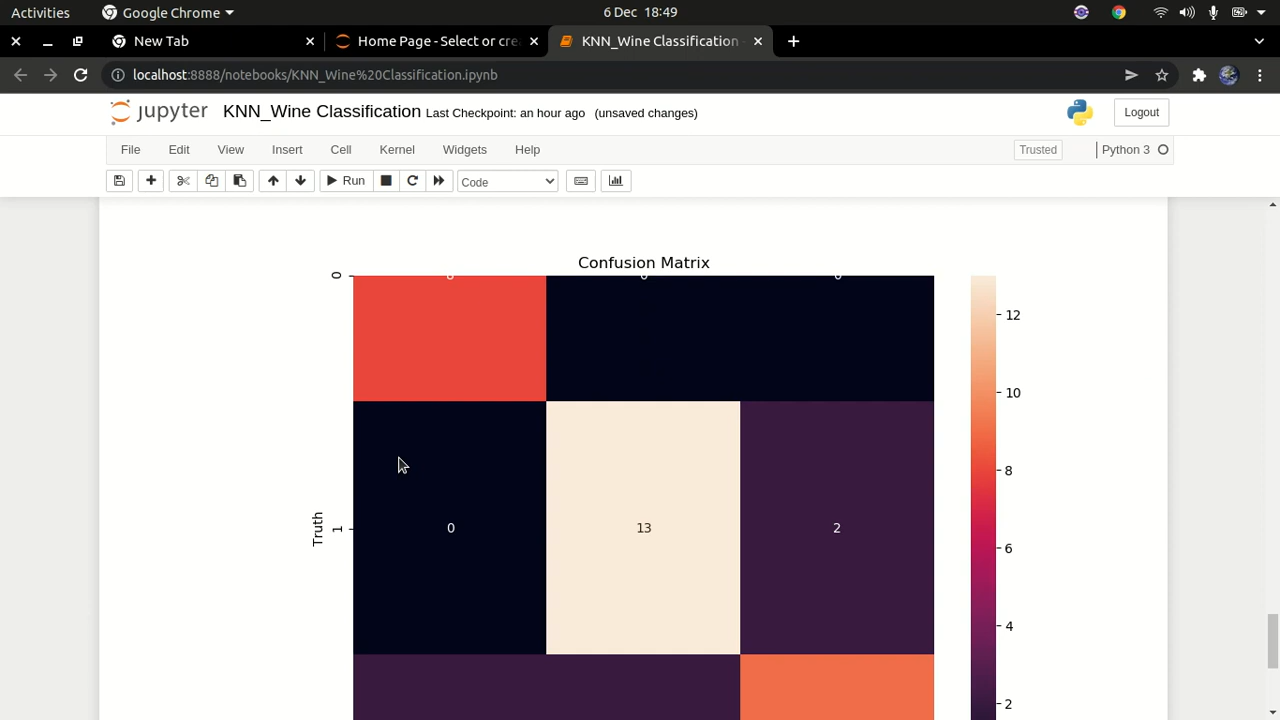 Activities
Google Chrome
6 Dec 18:49
New Tab
Home Page - Select or cre
KNN_Wine Classification -
localhost:8888/notebooks/KNN_Wine%20Classification.ipynb
jupyter KNN_Wine Classification Last Checkpoint: an hour ago (unsaved changes)
Logout
File Edit View Insert Cell Kernel Widgets Help
Trusted
Python 3
Run
Code
Confusion Matrix
0
12
10
8
6
4
2
Truth
1
0 13 2